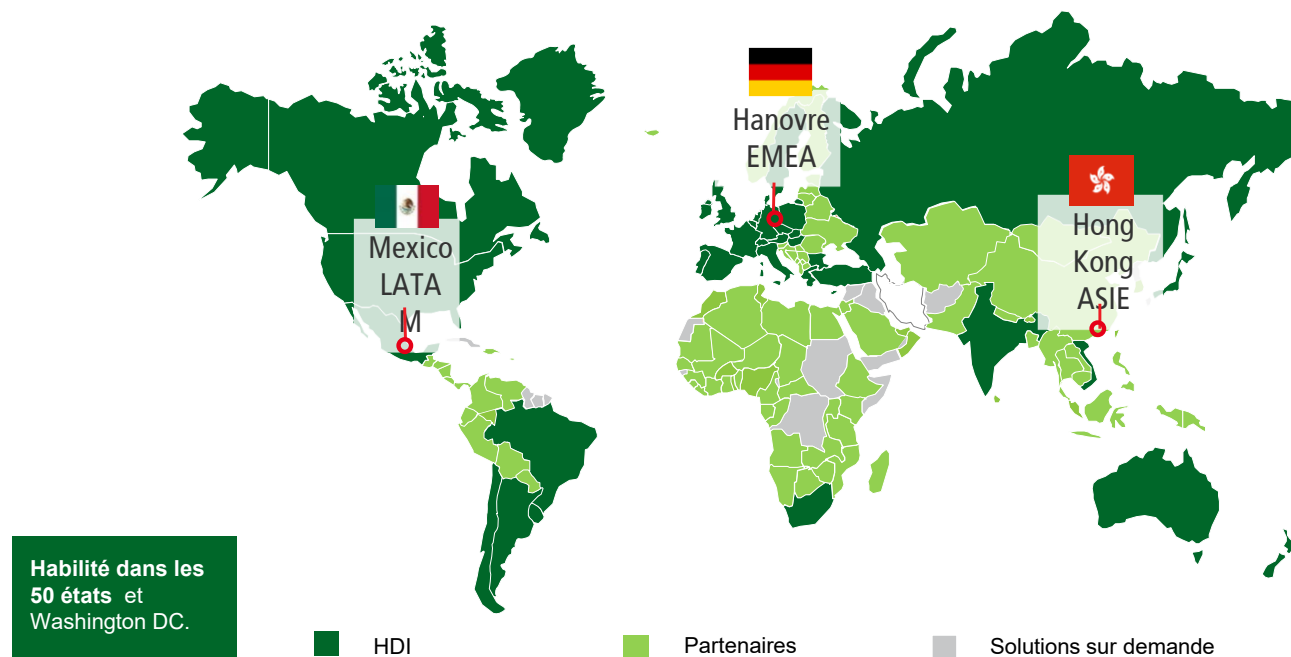 Hanovre
EMEA
Mexico
LATA
M
Hong
Kong
ASIE
Habilité dans les
50 états et
Washington DC.
HDI
Partenaires
Solutions sur demande